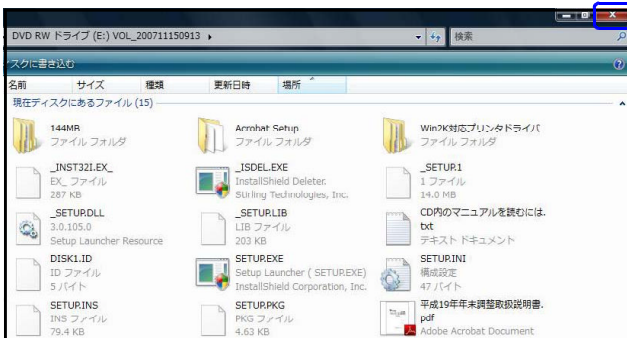 DVD RW ドライブ (E:) VOL_200711150913
検索
スクに書き込む
名前 サイズ 種類 更新日時 場所
現在ディスクにあるファイル (15)
144MB
ファイル フォルダ
Acrobat Setup
ファイル フォルダ
Win2K対応プリンタドライバ
ファイル フォルダ
_INST32I.EX_
EX_ ファイル
287 KB
_ISDEL.EXE
InstallShield Deleter.
Stirling Technologies, Inc.
_SETUP.1
1 ファイル
14.0 MB
_SETUP.DLL
3.0.105.0
Setup Launcher Resource
_SETUP.LIB
LIB ファイル
203 KB
CD内のマニュアルを読むには.
txt
テキスト ドキュメント
DISK1.ID
ID ファイル
5 バイト
SETUP.EXE
Setup Launcher ( SETUP.EXE)
InstallShield Corporation, Inc.
SETUP.INI
構成設定
47 バイト
SETUP.INS
INS ファイル
79.4 KB
SETUP.PKG
PKG ファイル
4.63 KB
平成19年年末調整取扱説明書.
pdf
Adobe Acrobat Document